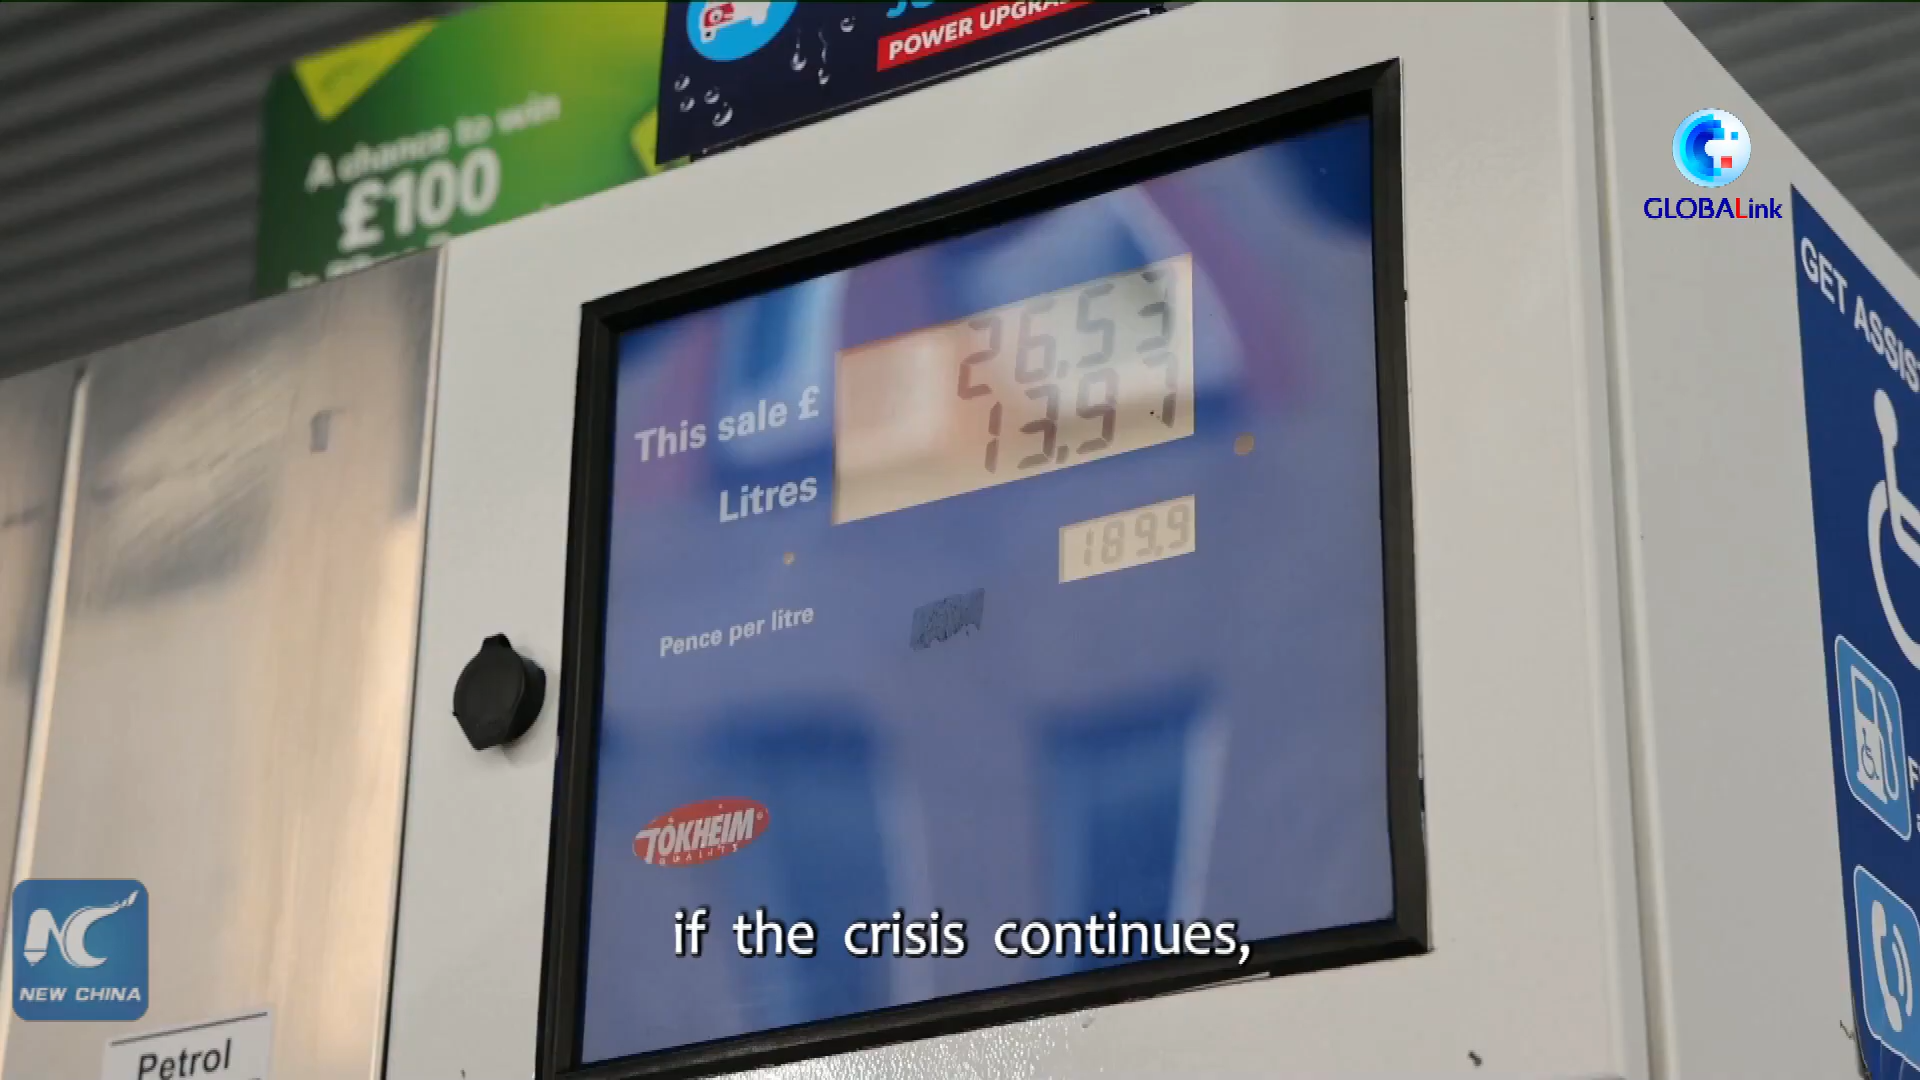 POWER UPGRA
A chance to win
£100
GLOBALink
GET ASSIS
This sale £
26.53
Litres
13.97
189.9
Pence per litre
TOKHEIM
QUALITY
if the crisis continues,
NEW CHINA
Petrol